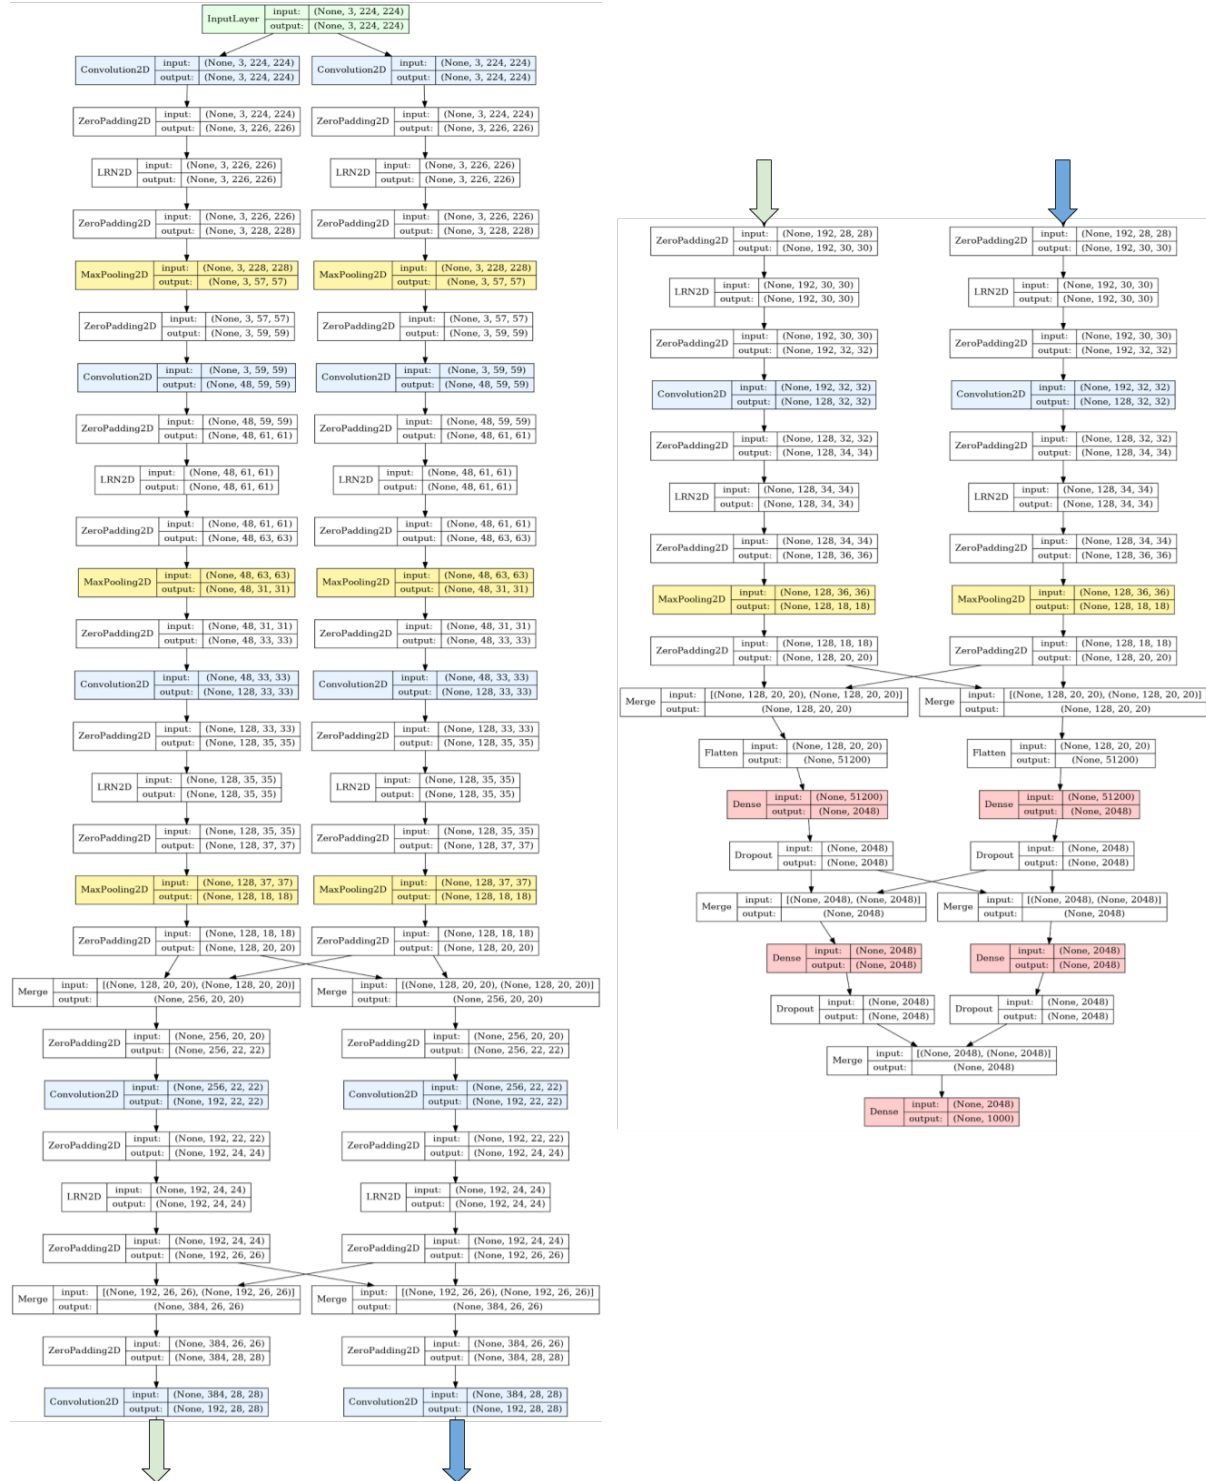 InputLayer input: (None, 3, 224, 224)
output: (None, 3, 224, 224)
Convolution2D input: (None, 3, 224, 224)
output: (None, 3, 224, 224)
Convolution2D input: (None, 3, 224, 224)
output: (None, 3, 224, 224)
ZeroPadding2D input: (None, 3, 224, 224)
output: (None, 3, 226, 226)
ZeroPadding2D input: (None, 3, 224, 224)
output: (None, 3, 226, 226)
LRN2D input: (None, 3, 226, 226)
output: (None, 3, 226, 226)
LRN2D input: (None, 3, 226, 226)
output: (None, 3, 226, 226)
ZeroPadding2D input: (None, 3, 226, 226)
output: (None, 3, 228, 228)
ZeroPadding2D input: (None, 3, 226, 226)
output: (None, 3, 228, 228)
MaxPooling2D input: (None, 3, 228, 228)
output: (None, 3, 57, 57)
MaxPooling2D input: (None, 3, 228, 228)
output: (None, 3, 57, 57)
ZeroPadding2D input: (None, 3, 57, 57)
output: (None, 3, 59, 59)
ZeroPadding2D input: (None, 3, 57, 57)
output: (None, 3, 59, 59)
Convolution2D input: (None, 3, 59, 59)
output: (None, 48, 59, 59)
Convolution2D input: (None, 3, 59, 59)
output: (None, 48, 59, 59)
ZeroPadding2D input: (None, 48, 59, 59)
output: (None, 48, 61, 61)
ZeroPadding2D input: (None, 48, 59, 59)
output: (None, 48, 61, 61)
LRN2D input: (None, 48, 61, 61)
output: (None, 48, 61, 61)
LRN2D input: (None, 48, 61, 61)
output: (None, 48, 61, 61)
ZeroPadding2D input: (None, 48, 61, 61)
output: (None, 48, 63, 63)
ZeroPadding2D input: (None, 48, 61, 61)
output: (None, 48, 63, 63)
MaxPooling2D input: (None, 48, 63, 63)
output: (None, 48, 31, 31)
MaxPooling2D input: (None, 48, 63, 63)
output: (None, 48, 31, 31)
ZeroPadding2D input: (None, 48, 31, 31)
output: (None, 48, 33, 33)
ZeroPadding2D input: (None, 48, 31, 31)
output: (None, 48, 33, 33)
Convolution2D input: (None, 48, 33, 33)
output: (None, 128, 33, 33)
Convolution2D input: (None, 48, 33, 33)
output: (None, 128, 33, 33)
ZeroPadding2D input: (None, 128, 33, 33)
output: (None, 128, 35, 35)
ZeroPadding2D input: (None, 128, 33, 33)
output: (None, 128, 35, 35)
LRN2D input: (None, 128, 35, 35)
output: (None, 128, 35, 35)
LRN2D input: (None, 128, 35, 35)
output: (None, 128, 35, 35)
ZeroPadding2D input: (None, 128, 35, 35)
output: (None, 128, 37, 37)
ZeroPadding2D input: (None, 128, 35, 35)
output: (None, 128, 37, 37)
MaxPooling2D input: (None, 128, 37, 37)
output: (None, 128, 18, 18)
MaxPooling2D input: (None, 128, 37, 37)
output: (None, 128, 18, 18)
ZeroPadding2D input: (None, 128, 18, 18)
output: (None, 128, 20, 20)
ZeroPadding2D input: (None, 128, 18, 18)
output: (None, 128, 20, 20)
Merge input: [(None, 128, 20, 20), (None, 128, 20, 20)]
output: (None, 256, 20, 20)
Merge input: [(None, 128, 20, 20), (None, 128, 20, 20)]
output: (None, 256, 20, 20)
ZeroPadding2D input: (None, 256, 20, 20)
output: (None, 256, 22, 22)
ZeroPadding2D input: (None, 256, 20, 20)
output: (None, 256, 22, 22)
Convolution2D input: (None, 256, 22, 22)
output: (None, 192, 22, 22)
Convolution2D input: (None, 256, 22, 22)
output: (None, 192, 22, 22)
ZeroPadding2D input: (None, 192, 22, 22)
output: (None, 192, 24, 24)
ZeroPadding2D input: (None, 192, 22, 22)
output: (None, 192, 24, 24)
LRN2D input: (None, 192, 24, 24)
output: (None, 192, 24, 24)
LRN2D input: (None, 192, 24, 24)
output: (None, 192, 24, 24)
ZeroPadding2D input: (None, 192, 24, 24)
output: (None, 192, 26, 26)
ZeroPadding2D input: (None, 192, 24, 24)
output: (None, 192, 26, 26)
Merge input: [(None, 192, 26, 26), (None, 192, 26, 26)]
output: (None, 384, 26, 26)
Merge input: [(None, 192, 26, 26), (None, 192, 26, 26)]
output: (None, 384, 26, 26)
ZeroPadding2D input: (None, 384, 26, 26)
output: (None, 384, 28, 28)
ZeroPadding2D input: (None, 384, 26, 26)
output: (None, 384, 28, 28)
Convolution2D input: (None, 384, 28, 28)
output: (None, 192, 28, 28)
Convolution2D input: (None, 384, 28, 28)
output: (None, 192, 28, 28)
ZeroPadding2D input: (None, 192, 28, 28)
output: (None, 192, 30, 30)
ZeroPadding2D input: (None, 192, 28, 28)
output: (None, 192, 30, 30)
LRN2D input: (None, 192, 30, 30)
output: (None, 192, 30, 30)
LRN2D input: (None, 192, 30, 30)
output: (None, 192, 30, 30)
ZeroPadding2D input: (None, 192, 30, 30)
output: (None, 192, 32, 32)
ZeroPadding2D input: (None, 192, 30, 30)
output: (None, 192, 32, 32)
Convolution2D input: (None, 192, 32, 32)
output: (None, 128, 32, 32)
Convolution2D input: (None, 192, 32, 32)
output: (None, 128, 32, 32)
ZeroPadding2D input: (None, 128, 32, 32)
output: (None, 128, 34, 34)
ZeroPadding2D input: (None, 128, 32, 32)
output: (None, 128, 34, 34)
LRN2D input: (None, 128, 34, 34)
output: (None, 128, 34, 34)
LRN2D input: (None, 128, 34, 34)
output: (None, 128, 34, 34)
ZeroPadding2D input: (None, 128, 34, 34)
output: (None, 128, 36, 36)
ZeroPadding2D input: (None, 128, 34, 34)
output: (None, 128, 36, 36)
MaxPooling2D input: (None, 128, 36, 36)
output: (None, 128, 18, 18)
MaxPooling2D input: (None, 128, 36, 36)
output: (None, 128, 18, 18)
ZeroPadding2D input: (None, 128, 18, 18)
output: (None, 128, 20, 20)
ZeroPadding2D input: (None, 128, 18, 18)
output: (None, 128, 20, 20)
Merge input: [(None, 128, 20, 20), (None, 128, 20, 20)]
output: (None, 128, 20, 20)
Merge input: [(None, 128, 20, 20), (None, 128, 20, 20)]
output: (None, 128, 20, 20)
Flatten input: (None, 128, 20, 20)
output: (None, 51200)
Flatten input: (None, 128, 20, 20)
output: (None, 51200)
Dense input: (None, 51200)
output: (None, 2048)
Dense input: (None, 51200)
output: (None, 2048)
Dropout input: (None, 2048)
output: (None, 2048)
Dropout input: (None, 2048)
output: (None, 2048)
Merge input: [(None, 2048), (None, 2048)]
output: (None, 2048)
Merge input: [(None, 2048), (None, 2048)]
output: (None, 2048)
Dense input: (None, 2048)
output: (None, 2048)
Dense input: (None, 2048)
output: (None, 2048)
Dropout input: (None, 2048)
output: (None, 2048)
Dropout input: (None, 2048)
output: (None, 2048)
Merge input: [(None, 2048), (None, 2048)]
output: (None, 2048)
Dense input: (None, 2048)
output: (None, 1000)